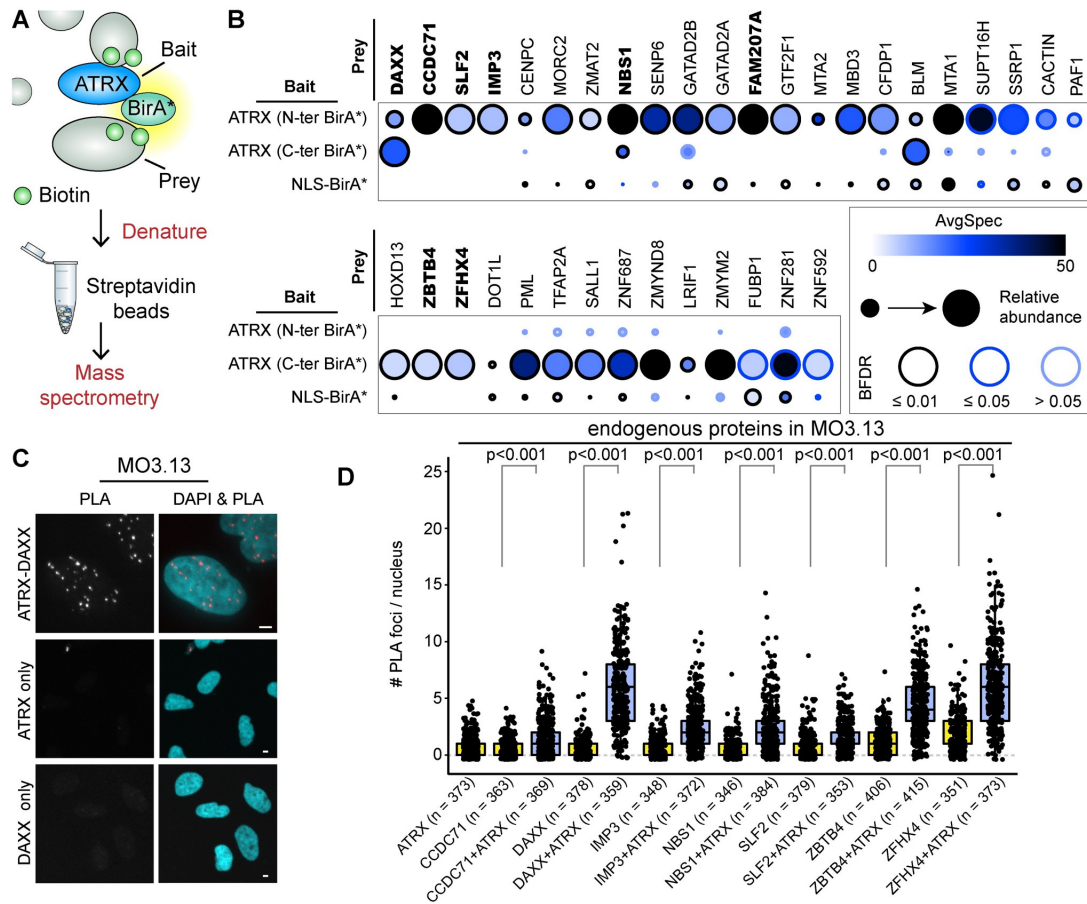 A
Bait
ATRX
BirA*
Prey
Biotin
Denature
Streptavidin
beads
Mass
spectrometry
B
Prey
DAXX
CCDC71
SLF2
IMP3
CENPC
MORC2
ZMAT2
NBS1
SENP6
GATAD2B
GATAD2A
FAM207A
GTF2F1
MTA2
MBD3
CFDP1
BLM
MTA1
SUPT16H
SSRP1
CACTIN
PAF1
Bait
ATRX (N-ter BirA*)
ATRX (C-ter BirA*)
NLS-BirA*
Prey
HOXD13
ZBTB4
ZFHX4
DOT1L
PML
TFAP2A
SALL1
ZNF687
ZMYND8
LRIF1
ZMYM2
FUBP1
ZNF281
ZNF592
Bait
ATRX (N-ter BirA*)
ATRX (C-ter BirA*)
NLS-BirA*
AvgSpec
0 50
Relative
abundance
BFDR
≤ 0.01 ≤ 0.05 > 0.05
C
MO3.13
PLA DAPI & PLA
ATRX-DAXX
ATRX only
DAXX only
D
endogenous proteins in MO3.13
p<0.001 p<0.001 p<0.001 p<0.001 p<0.001 p<0.001 p<0.001
# PLA foci / nucleus
25
20
15
10
5
0
ATRX (n = 373)
CCDC71 (n = 363)
CCDC71+ATRX (n = 369)
DAXX (n = 378)
DAXX+ATRX (n = 359)
IMP3 (n = 348)
IMP3+ATRX (n = 372)
NBS1 (n = 346)
NBS1+ATRX (n = 384)
SLF2 (n = 379)
SLF2+ATRX (n = 353)
ZBTB4 (n = 406)
ZBTB4+ATRX (n = 415)
ZFHX4 (n = 351)
ZFHX4+ATRX (n = 373)